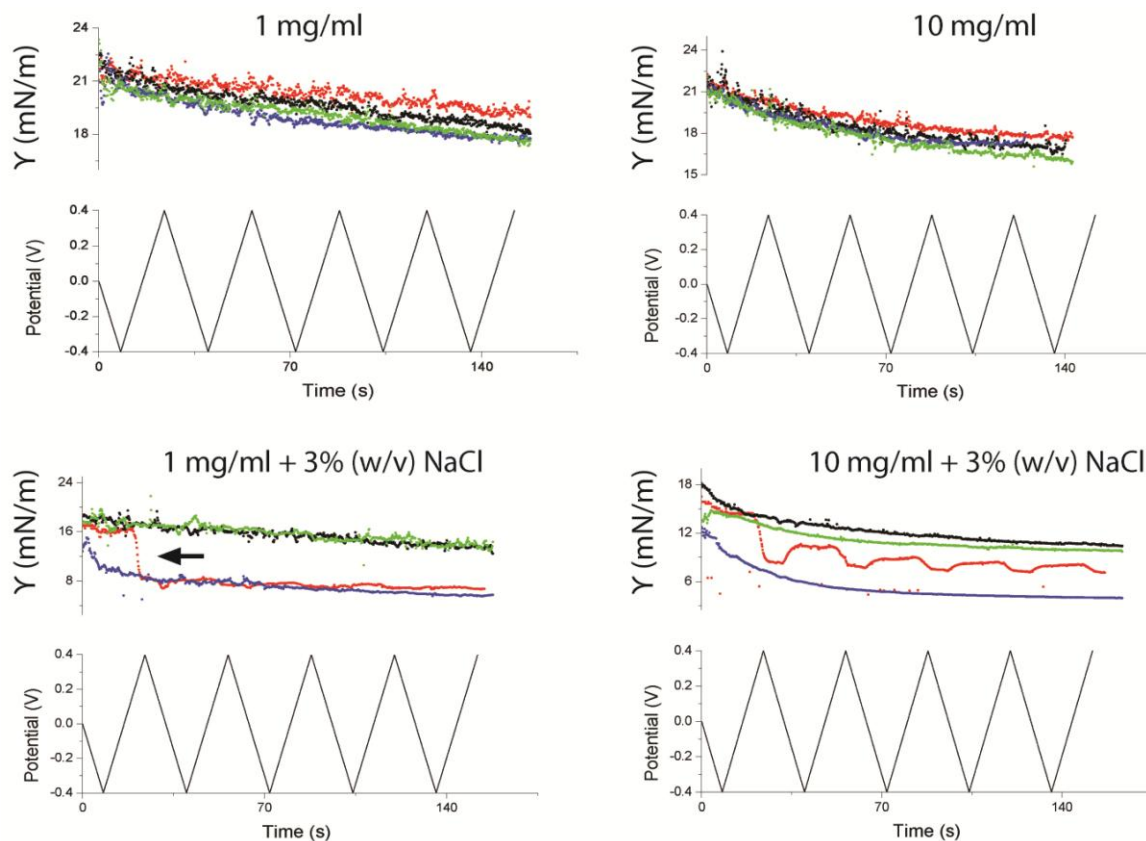 1 mg/ml
10 mg/ml
24
21
18
ϒ (mN/m)
24
21
18
15
ϒ (mN/m)
0.4
0.2
0.0
-0.2
-0.4
Potential (V)
0
70
140
Time (s)
0.4
0.2
0.0
-0.2
-0.4
Potential (V)
0
70
140
Time (s)
1 mg/ml + 3% (w/v) NaCl
10 mg/ml + 3% (w/v) NaCl
24
16
8
ϒ (mN/m)
18
12
6
ϒ (mN/m)
0.4
0.2
0.0
-0.2
-0.4
Potential (V)
0
70
140
Time (s)
0.4
0.2
0.0
-0.2
-0.4
Potential (V)
0
70
140
Time (s)